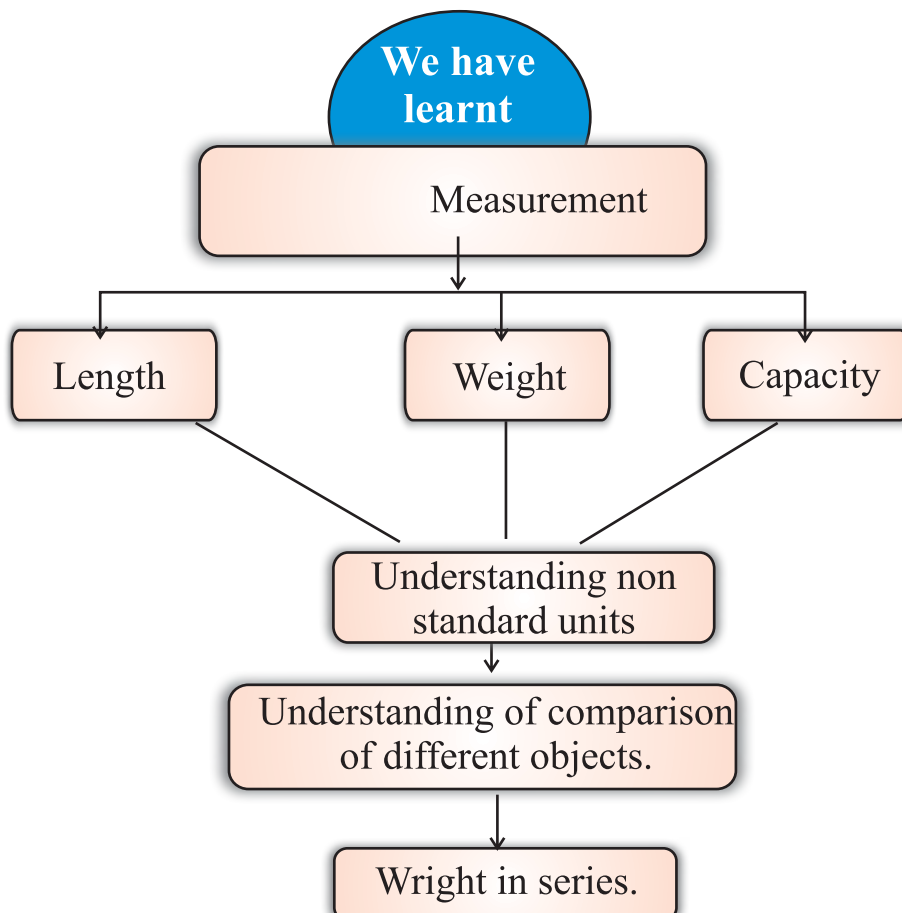 We have
learnt
Measurement
Length
Weight
Capacity
Understanding non
standard units
Understanding of comparison
of different objects.
Wright in series.